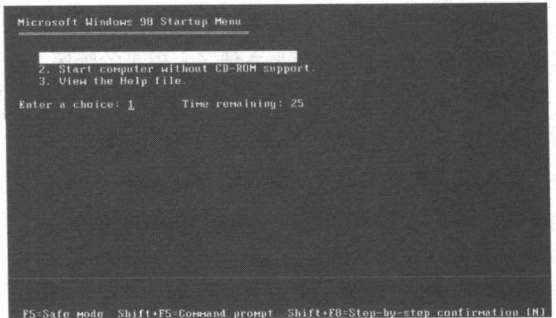 Microsoft Windows 98 Startup Menu
2. Start computer without CD-ROM support.
3. View the Help file.
Enter a choice: 1 Time remaining: 25
F5=Safe mode Shift+F5=Command prompt Shift+F8=Step-by-step confirmation [N]